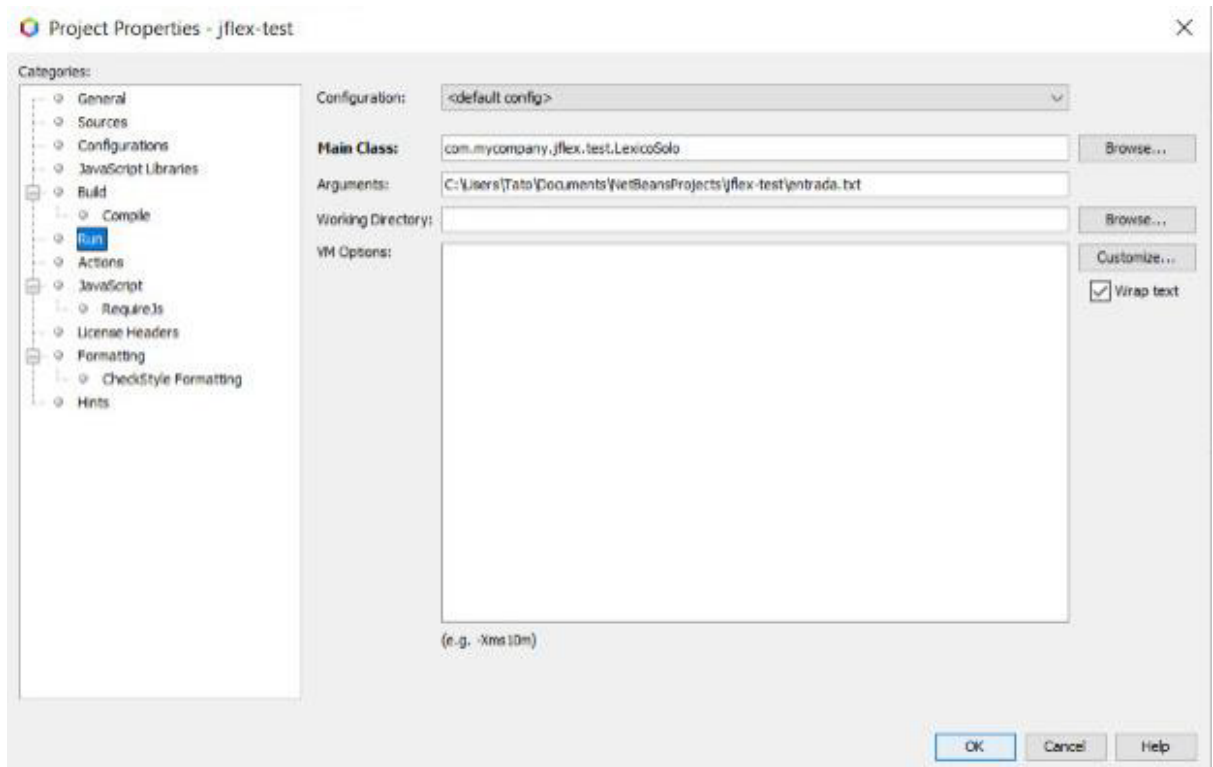 Project Properties - jflex-test
Categories:
General
Sources
Configurations
JavaScript Libraries
Build
Compile
Run
Actions
JavaScript
RequireJs
License Headers
Formatting
CheckStyle Formatting
Hints
Configuration: <default config>
Main Class: com.mycompany.jflex.test.LexicoSolo Browse...
Arguments: C:\Users\Tato\Documents\NetBeansProjects\jflex-test\entrada.txt
Working Directory: Browse...
VM Options: Customize...
Wrap text
(e.g. -Xms10m)
OK Cancel Help